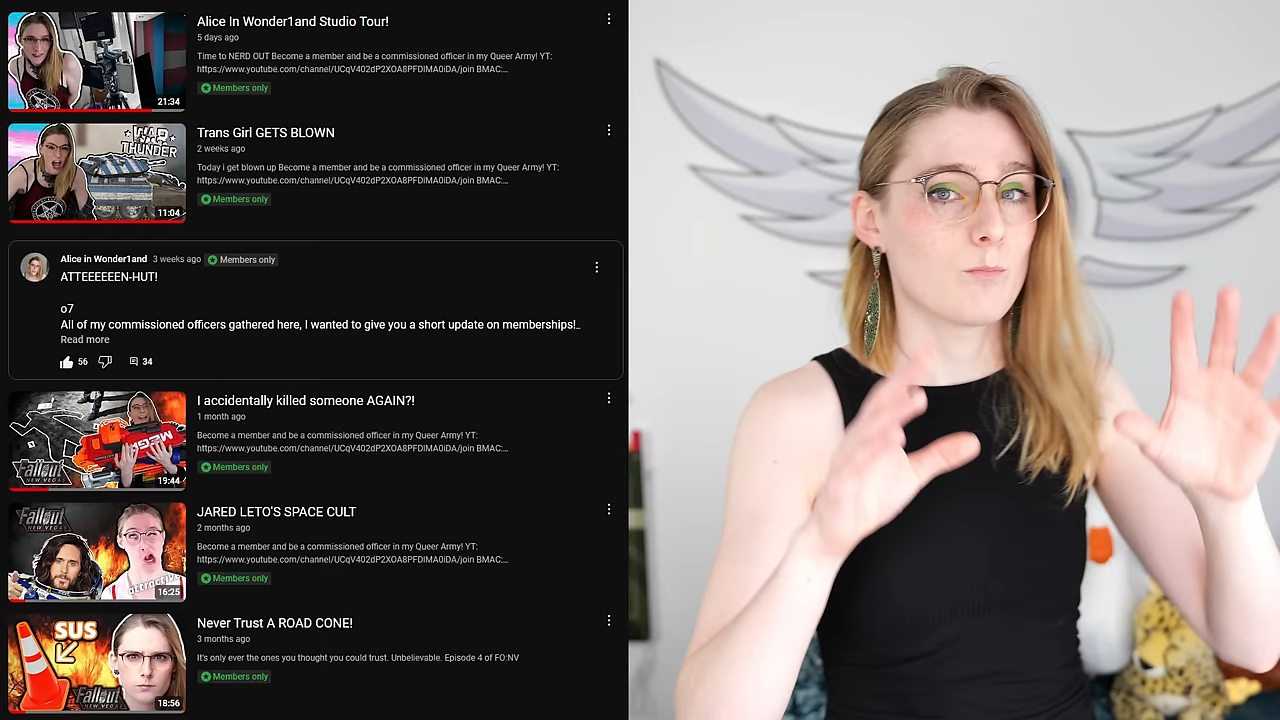 Alice In Wonder1and Studio Tour!
5 days ago
Time to NERD OUT Become a member and be a commissioned officer in my Queer Army! YT:
https://www.youtube.com/channel/UCqV402dP2XOA8PFDIMA0iDA/join BMAC:...
Members only
21:34
WAR THUNDER
Trans Girl GETS BLOWN
2 weeks ago
Today i get blown up Become a member and be a commissioned officer in my Queer Army! YT:
https://www.youtube.com/channel/UCqV402dP2XOA8PFDIMA0iDA/join BMAC:...
Members only
11:04
Alice in Wonder1and 3 weeks ago Members only
ATTEEEEEEN-HUT!
o7
All of my commissioned officers gathered here, I wanted to give you a short update on memberships!...
Read more
56 34
I accidentally killed someone AGAIN?!
1 month ago
Become a member and be a commissioned officer in my Queer Army! YT:
https://www.youtube.com/channel/UCqV402dP2XOA8PFDIMA0iDA/join BMAC:...
Members only
MEGA
Fallout
NEW VEGAS
19:44
Fallout
NEW VEGAS
JARED LETO'S SPACE CULT
2 months ago
Become a member and be a commissioned officer in my Queer Army! YT:
https://www.youtube.com/channel/UCqV402dP2XOA8PFDIMA0iDA/join BMAC:...
Members only
attractive
16:25
SUS
Never Trust A ROAD CONE!
3 months ago
It's only ever the ones you thought you could trust. Unbelievable. Episode 4 of FO:NV
Members only
Fallout
NEW VEGAS
18:56